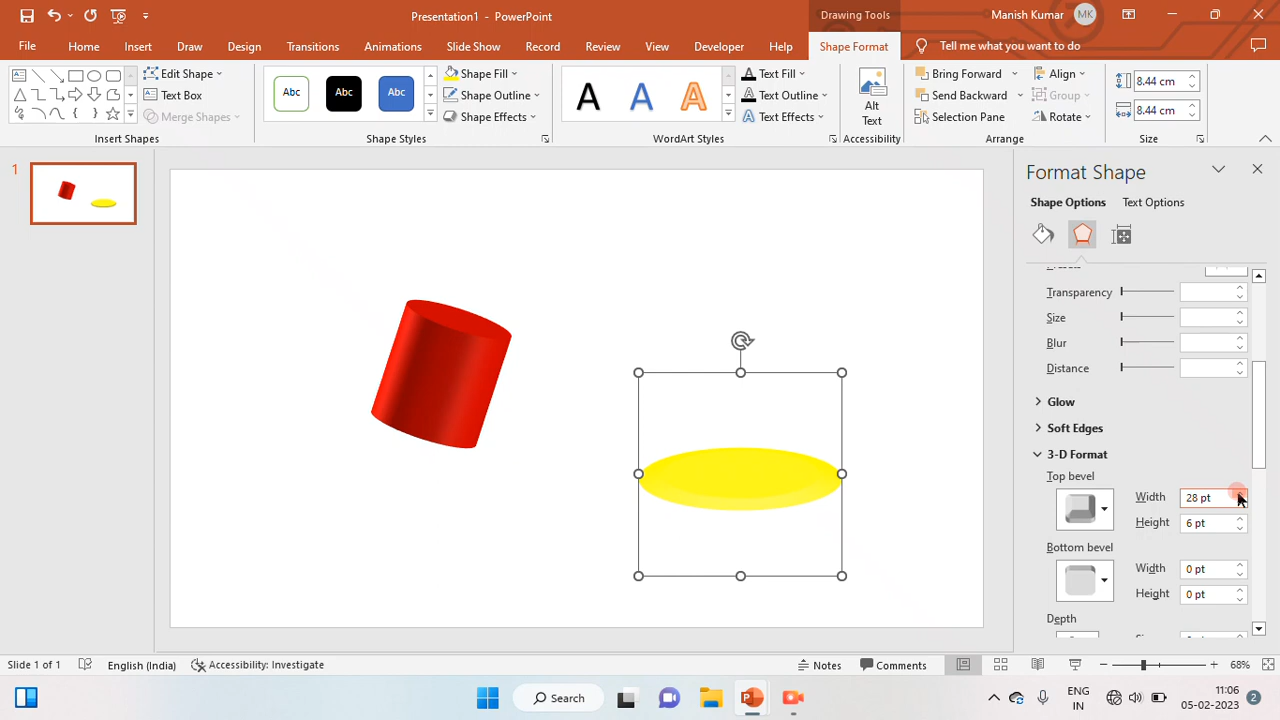 Presentation1 - PowerPoint
Drawing Tools
Manish Kumar MK
File Home Insert Draw Design Transitions Animations Slide Show Record Review View Developer Help Shape Format Tell me what you want to do
Edit Shape
Text Box
Merge Shapes
Insert Shapes
Abc Abc Abc
Shape Fill
Shape Outline
Shape Effects
Shape Styles
A A A
Text Fill
Text Outline
Text Effects
WordArt Styles
Alt
Text
Accessibility
Bring Forward
Send Backward
Selection Pane
Align
Group
Rotate
Arrange
8.44 cm
8.44 cm
Size
1
Format Shape
Shape Options Text Options
Transparency
Size
Blur
Distance
Glow
Soft Edges
3-D Format
Top bevel
Width 28 pt
Height 6 pt
Bottom bevel
Width 0 pt
Height 0 pt
Depth
Slide 1 of 1 English (India) Accessibility: Investigate Notes Comments 68%
Search
ENG
IN
11:06
05-02-2023
2